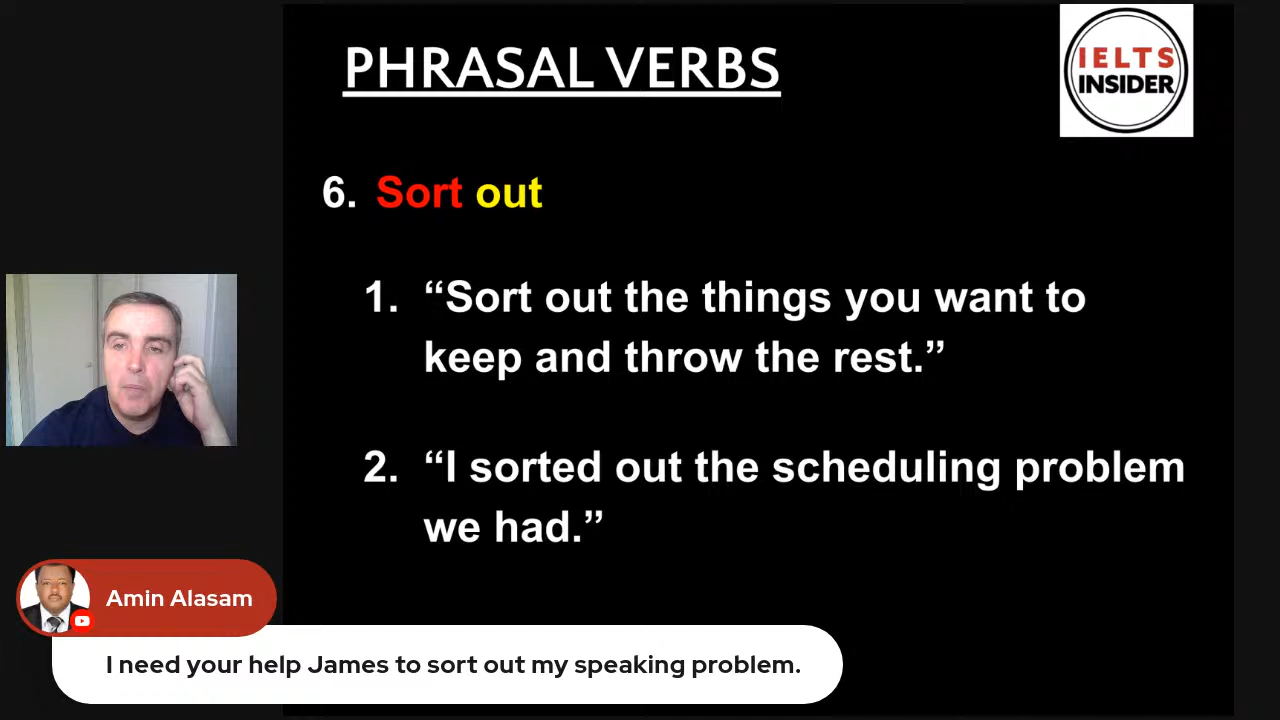 PHRASAL VERBS
IELTS
INSIDER
6. Sort out
1. “Sort out the things you want to
keep and throw the rest.”
2. “I sorted out the scheduling problem
we had.”
Amin Alasam
I need your help James to sort out my speaking problem.